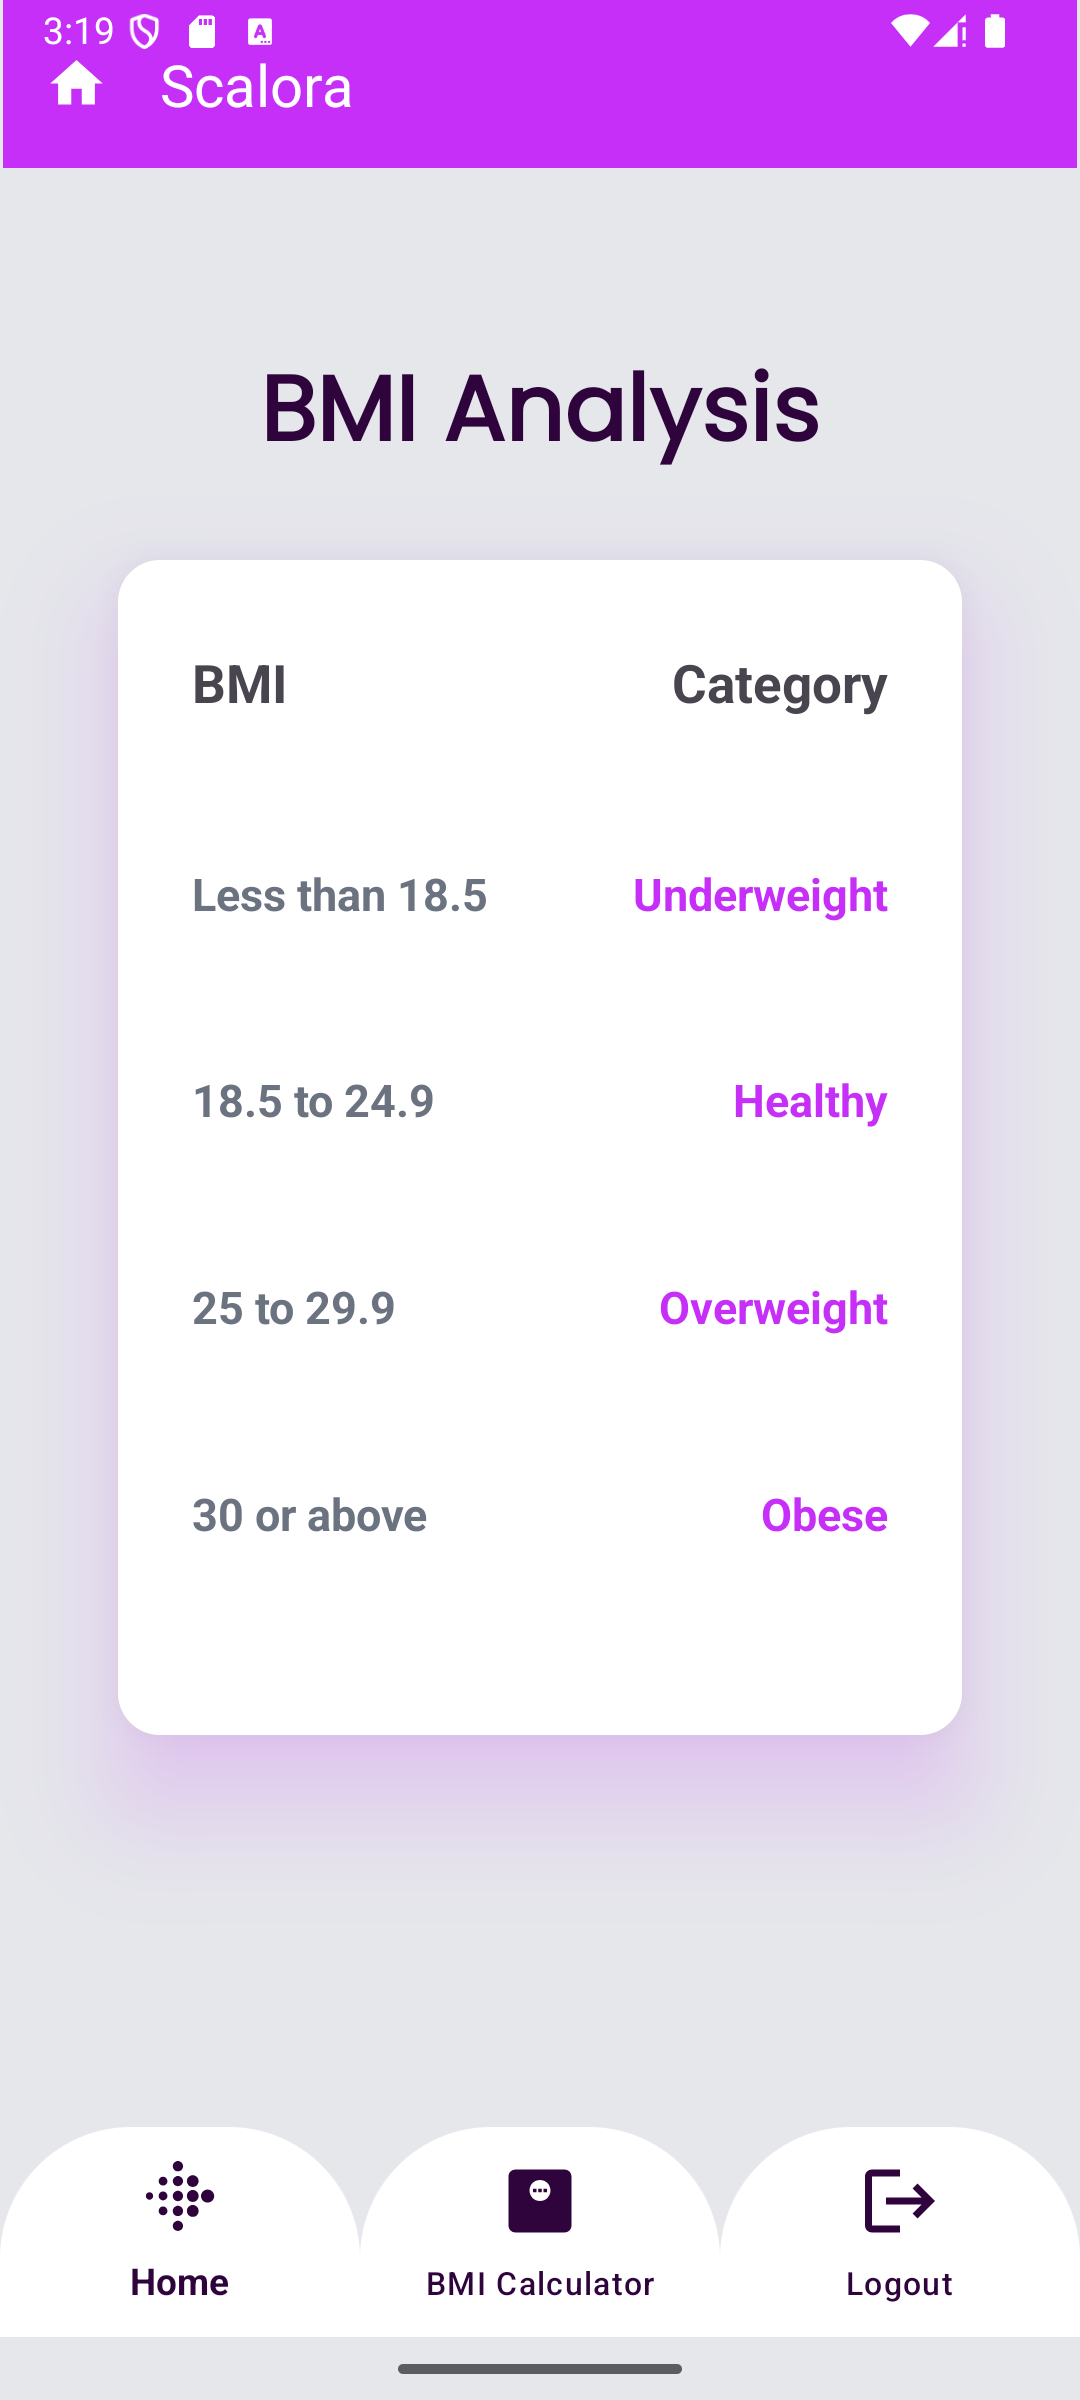 3:19
Scalora
BMI Analysis
BMI Category
Less than 18.5 Underweight
18.5 to 24.9 Healthy
25 to 29.9 Overweight
30 or above Obese
Home BMI Calculator Logout